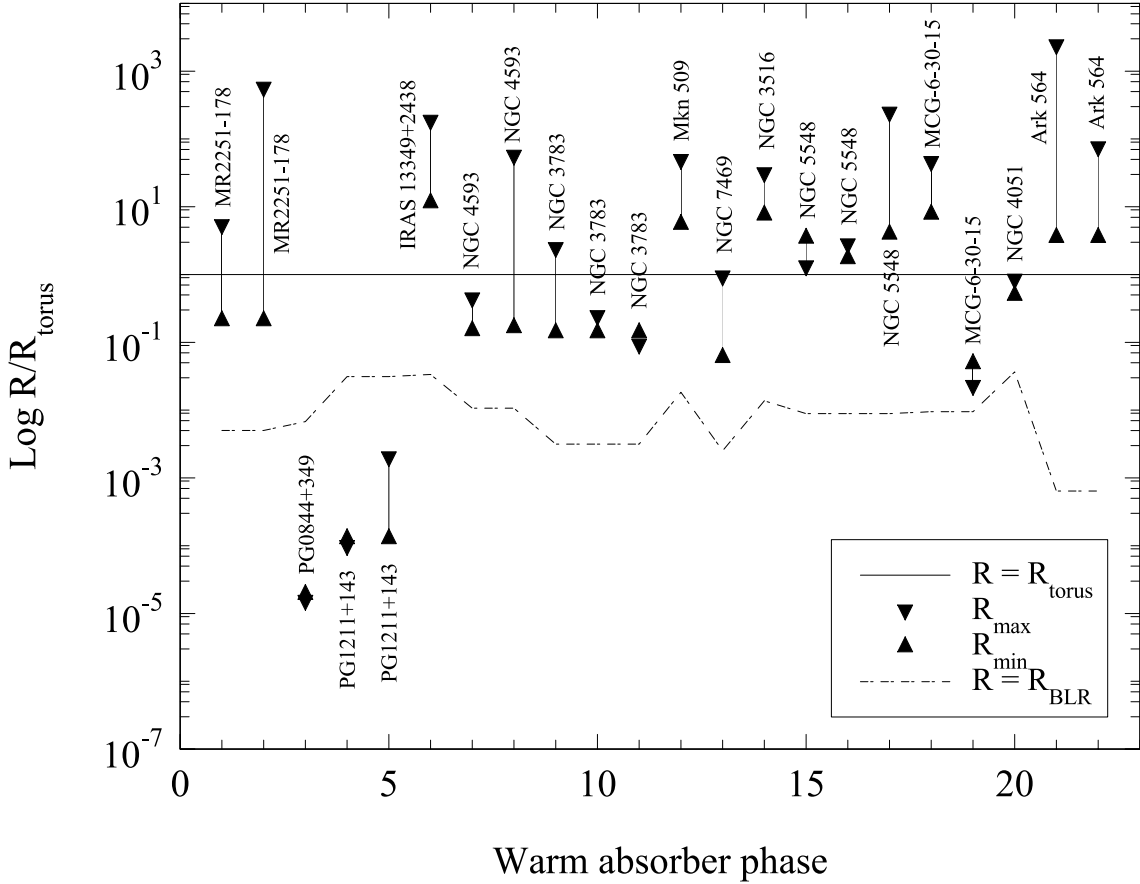 Log R/R_torus
10^3
10^1
10^-1
10^-3
10^-5
10^-7
MR2251-178
MR2251-178
PG0844+349
PG1211+143
PG1211+143
IRAS 13349+2438
NGC 4593
NGC 4593
NGC 3783
NGC 3783
NGC 3783
Mkn 509
NGC 7469
NGC 3516
NGC 5548
NGC 5548
NGC 5548
MCG-6-30-15
MCG-6-30-15
NGC 4051
Ark 564
Ark 564
R = R_torus
R_max
R_min
R = R_BLR
0 5 10 15 20
Warm absorber phase